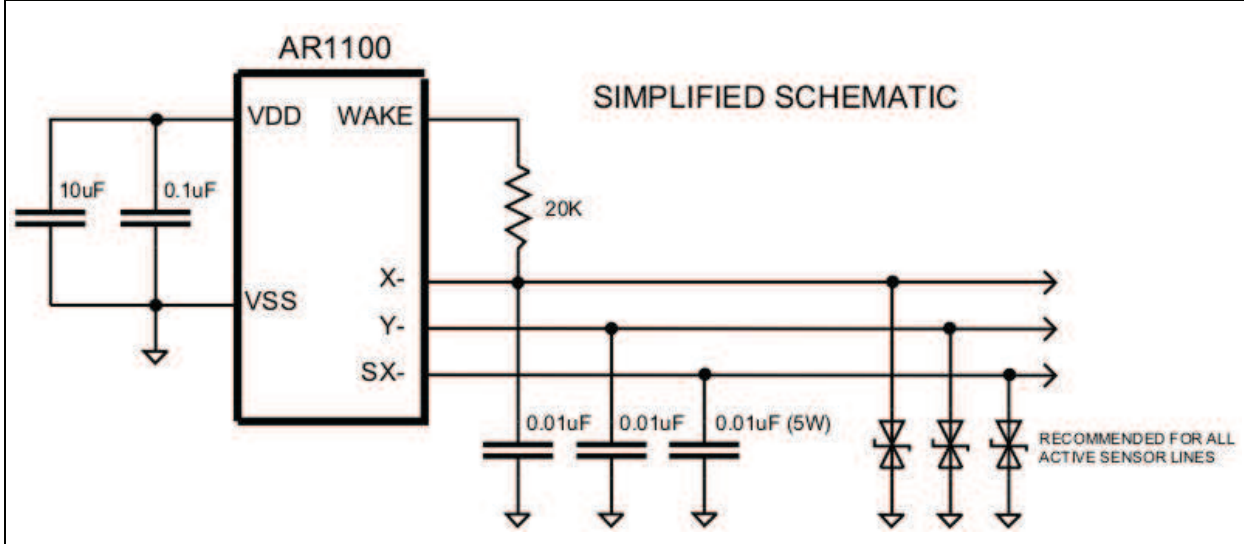 AR1100
SIMPLIFIED SCHEMATIC
VDD
WAKE
10uF
0.1uF
20K
X-
VSS
Y-
SX-
0.01uF
0.01uF
0.01uF (5W)
RECOMMENDED FOR ALL
ACTIVE SENSOR LINES